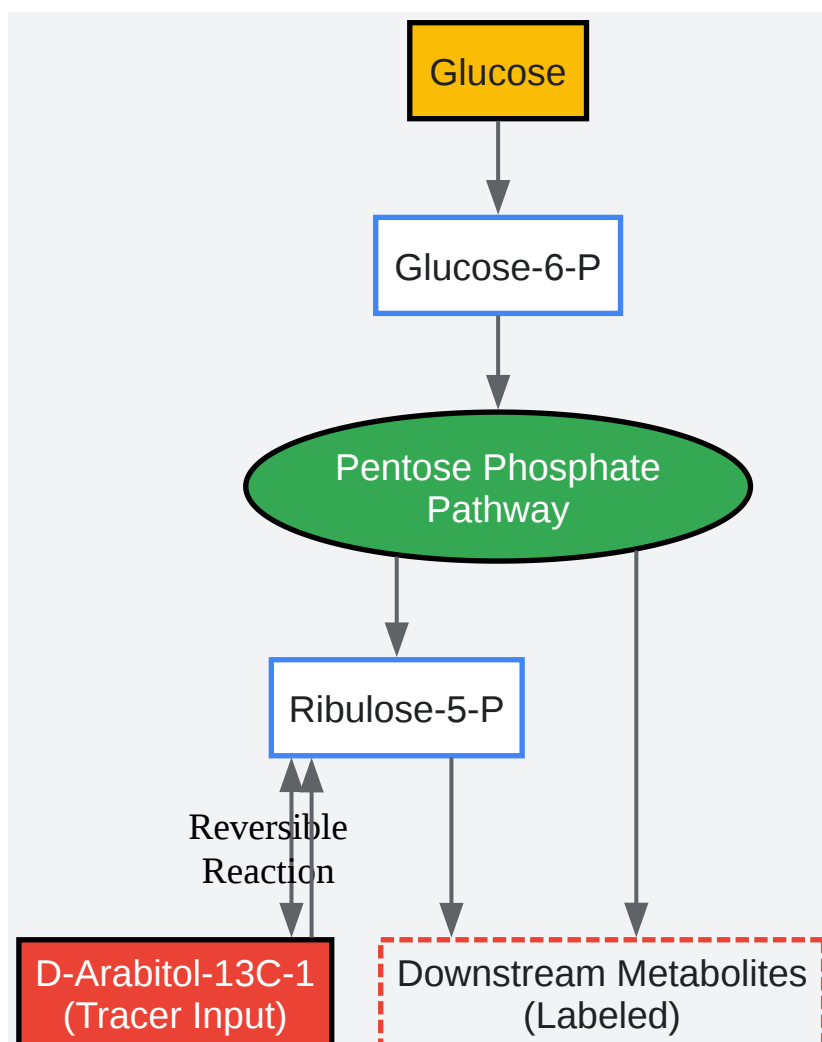 Glucose
Glucose-6-P
Pentose Phosphate
Pathway
Ribulose-5-P
Reversible
Reaction
D-Arabitol-13C-1
(Tracer Input)
Downstream Metabolites
(Labeled)